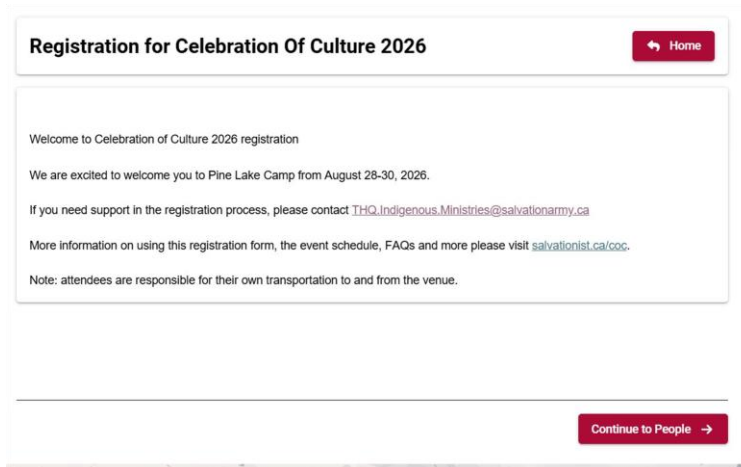 Registration for Celebration Of Culture 2026
Home
Welcome to Celebration of Culture 2026 registration
We are excited to welcome you to Pine Lake Camp from August 28-30, 2026.
If you need support in the registration process, please contact THQ.Indigenous.Ministries@salvationarmy.ca
More information on using this registration form, the event schedule, FAQs and more please visit salvationist.ca/coc.
Note: attendees are responsible for their own transportation to and from the venue.
Continue to People →